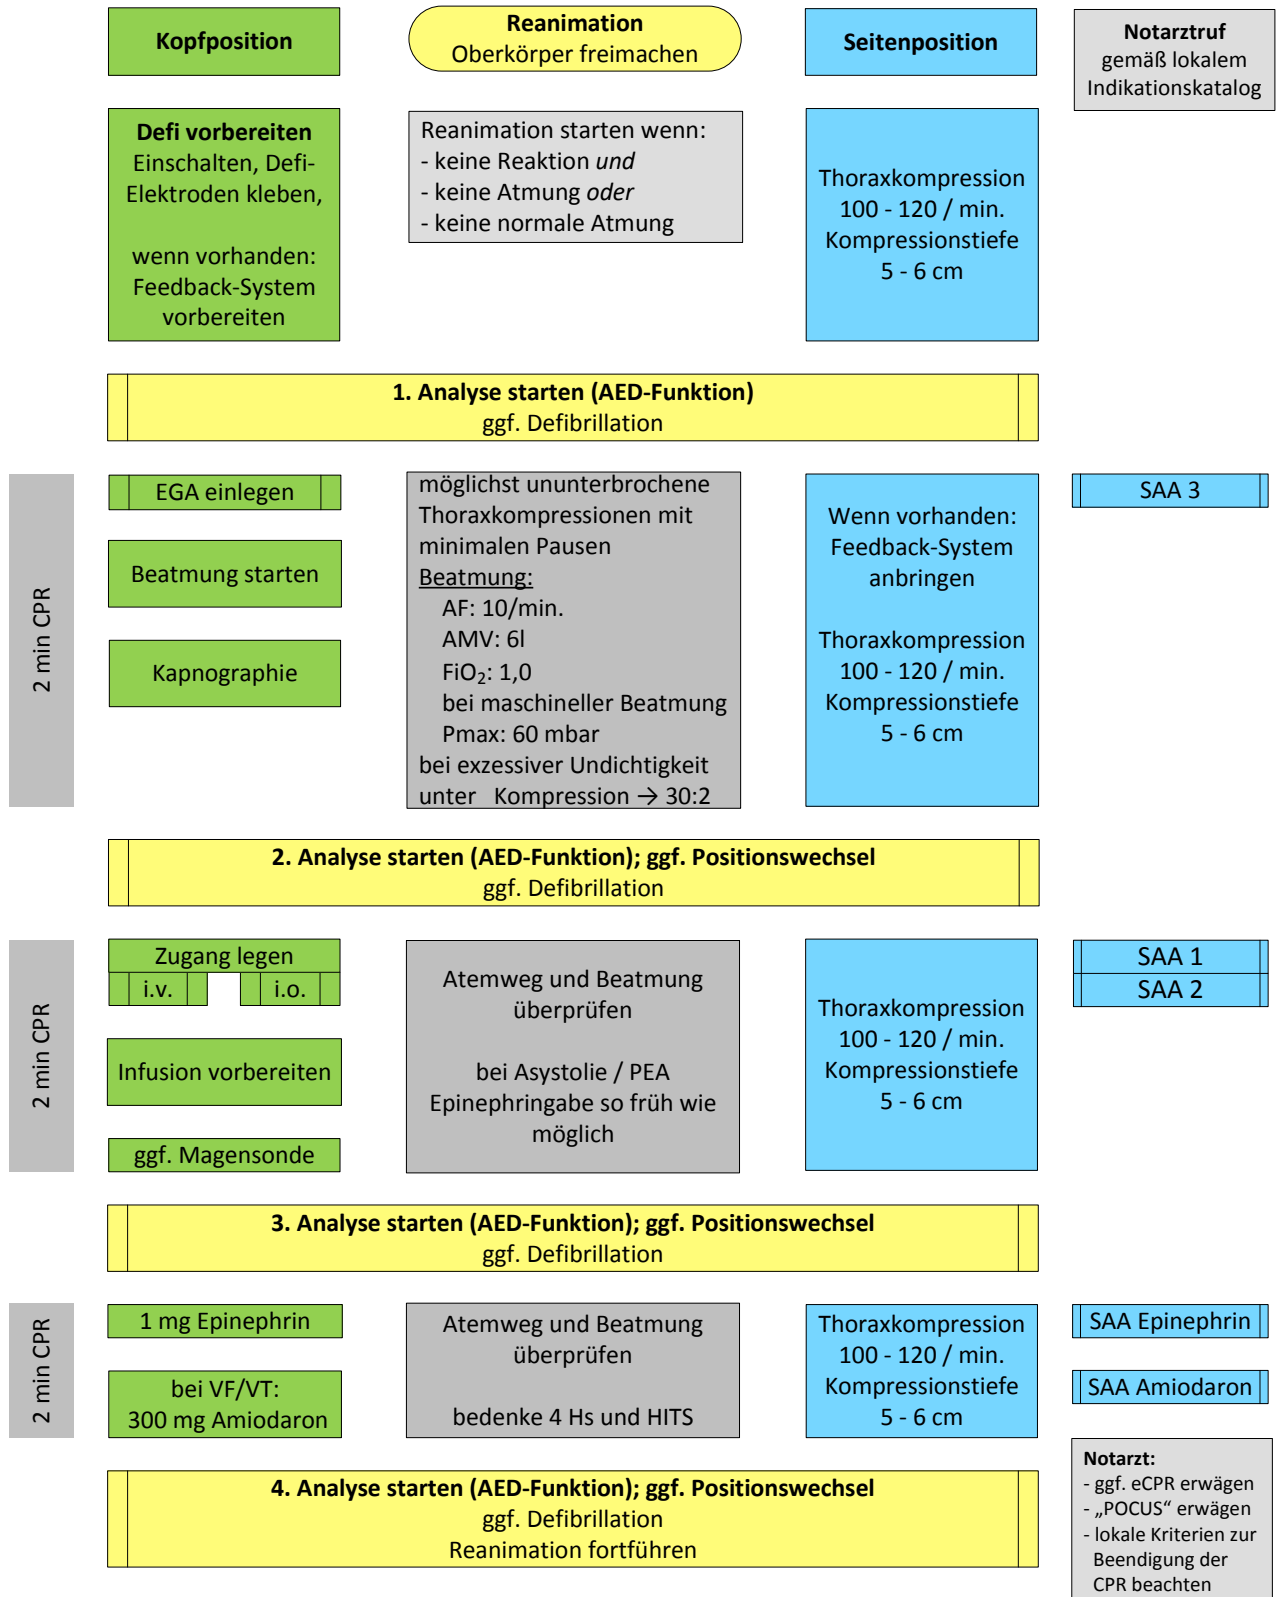 Kopfposition
Reanimation
Oberkörper freimachen
Seitenposition
Notarztruf
gemäß lokalem
Indikationskatalog
Defi vorbereiten
Einschalten, Defi-
Elektroden kleben,
wenn vorhanden:
Feedback-System
vorbereiten
Reanimation starten wenn:
- keine Reaktion und
- keine Atmung oder
- keine normale Atmung
Thoraxkompression
100 - 120 / min.
Kompressionstiefe
5 - 6 cm
1. Analyse starten (AED-Funktion)
ggf. Defibrillation
2 min CPR
EGA einlegen
Beatmung starten
Kapnographie
möglichst ununterbrochene
Thoraxkompressionen mit
minimalen Pausen
Beatmung:
AF: 10/min.
AMV: 6l
FiO₂: 1,0
bei maschineller Beatmung
Pmax: 60 mbar
bei exzessiver Undichtigkeit
unter Kompression → 30:2
Wenn vorhanden:
Feedback-System
anbringen
Thoraxkompression
100 - 120 / min.
Kompressionstiefe
5 - 6 cm
SAA 3
2. Analyse starten (AED-Funktion); ggf. Positionswechsel
ggf. Defibrillation
2 min CPR
Zugang legen
i.v. i.o.
Infusion vorbereiten
ggf. Magensonde
Atemweg und Beatmung
überprüfen
bei Asystolie / PEA
Epinephringabe so früh wie
möglich
Thoraxkompression
100 - 120 / min.
Kompressionstiefe
5 - 6 cm
SAA 1
SAA 2
3. Analyse starten (AED-Funktion); ggf. Positionswechsel
ggf. Defibrillation
2 min CPR
1 mg Epinephrin
bei VF/VT:
300 mg Amiodaron
Atemweg und Beatmung
überprüfen
bedenke 4 Hs und HITS
Thoraxkompression
100 - 120 / min.
Kompressionstiefe
5 - 6 cm
SAA Epinephrin
SAA Amiodaron
4. Analyse starten (AED-Funktion); ggf. Positionswechsel
ggf. Defibrillation
Reanimation fortführen
Notarzt:
- ggf. eCPR erwägen
- „POCUS“ erwägen
- lokale Kriterien zur
Beendigung der
CPR beachten